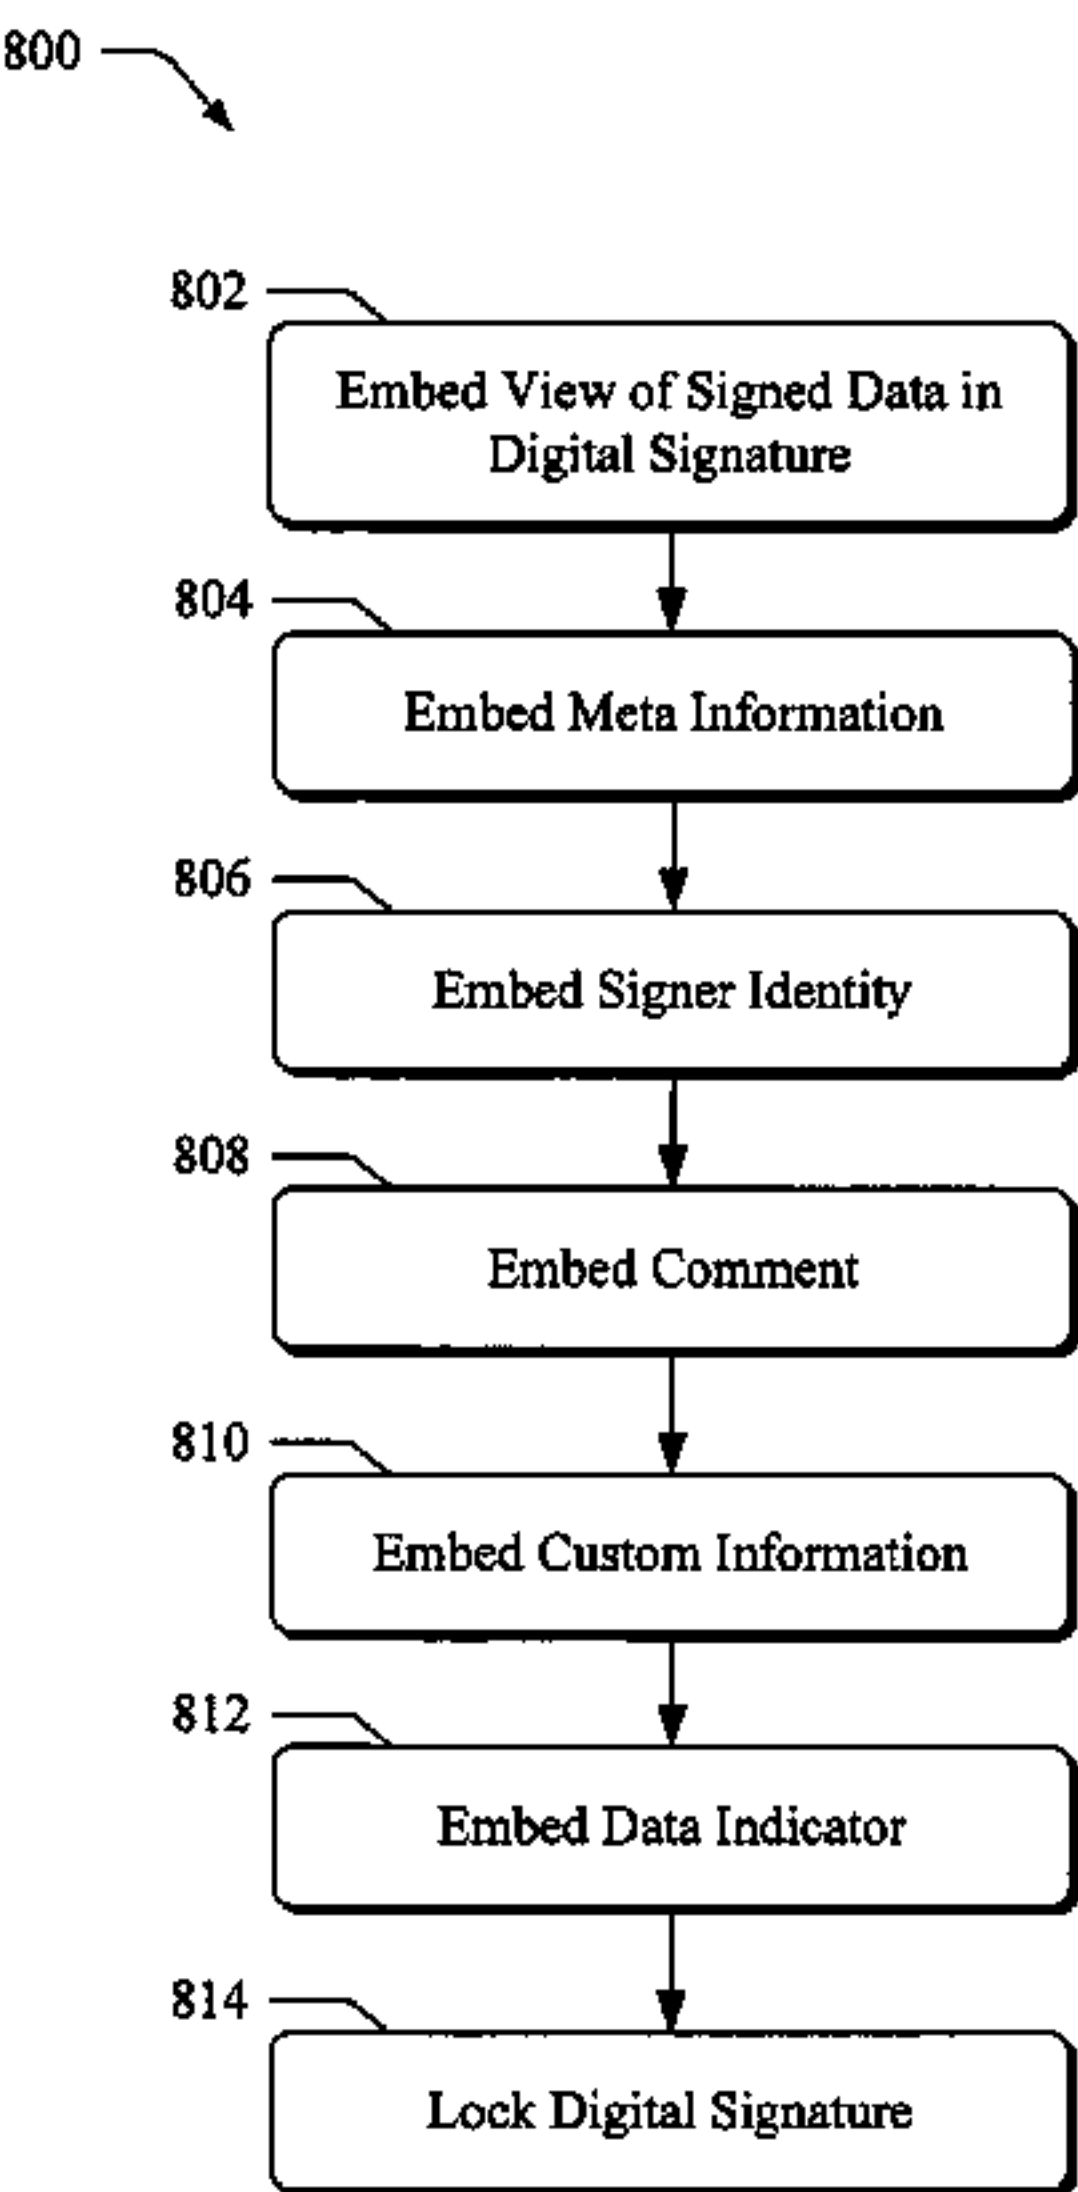 800
802
Embed View of Signed Data in
Digital Signature
804
Embed Meta Information
806
Embed Signer Identity
808
Embed Comment
810
Embed Custom Information
812
Embed Data Indicator
814
Lock Digital Signature